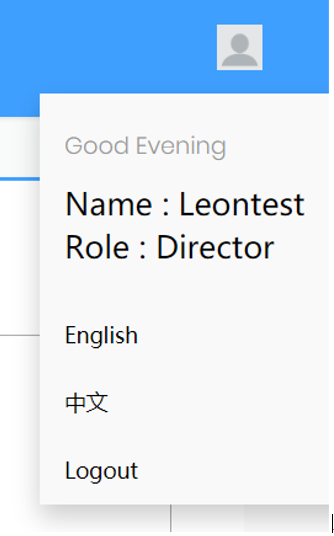 Good Evening
Name : Leontest
Role : Director
English
中文
Logout